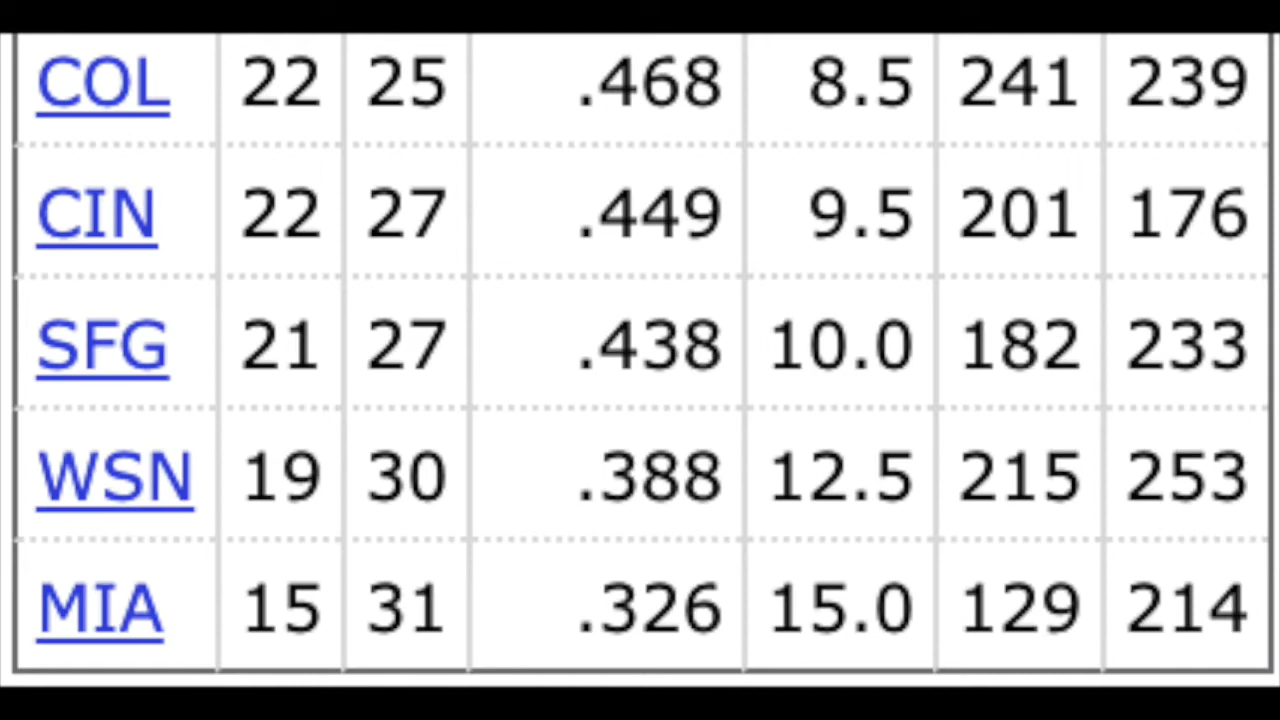 COL 22 25 .468 8.5 241 239
CIN 22 27 .449 9.5 201 176
SFG 21 27 .438 10.0 182 233
WSN 19 30 .388 12.5 215 253
MIA 15 31 .326 15.0 129 214